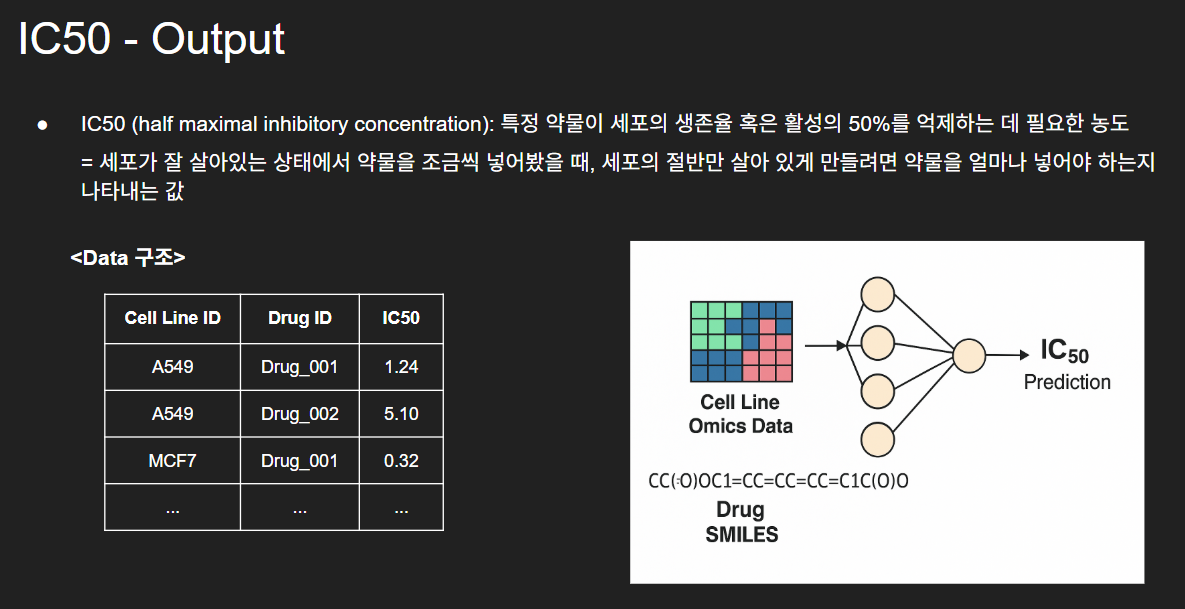 IC50 - Output
● IC50 (half maximal inhibitory concentration): 특정 약물이 세포의 생존율 혹은 활성의 50%를 억제하는 데 필요한 농도
= 세포가 잘 살아있는 상태에서 약물을 조금씩 넣어봤을 때, 세포의 절반만 살아 있게 만들려면 약물을 얼마나 넣어야 하는지
나타내는 값
<Data 구조>
Cell Line ID Drug ID IC50
A549 Drug_001 1.24
A549 Drug_002 5.10
MCF7 Drug_001 0.32
... ... ...
Cell Line
Omics Data
IC50
Prediction
CC(:O)OC1=CC=CC=CC=C1C(O)O
Drug
SMILES